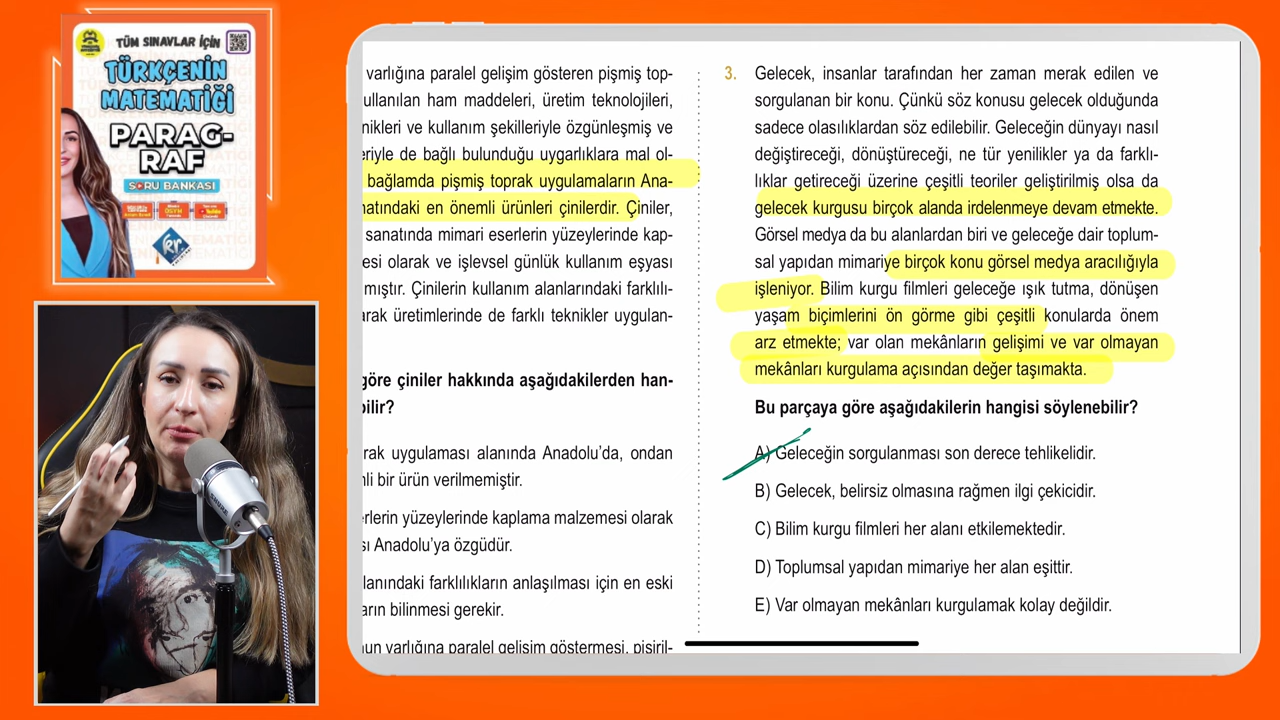 TÜM SINAVLAR İÇİN
TÜRKÇENİN
MATEMATİĞİ
PARAG-
RAF
SORU BANKASI
varlığına paralel gelişim gösteren pişmiş top-
ullanılan ham maddeleri, üretim teknolojileri,
nikleri ve kullanım şekilleriyle özgünleşmiş ve
eriyle de bağlı bulunduğu uygarlıklara mal ol-
bağlamda pişmiş toprak uygulamaların Ana-
natındaki en önemli ürünleri çinilerdir. Çiniler,
sanatında mimari eserlerin yüzeylerinde kap-
esi olarak ve işlevsel günlük kullanım eşyası
mıştır. Çinilerin kullanım alanlarındaki farklılı-
arak üretimlerinde de farklı teknikler uygulan-
göre çiniler hakkında aşağıdakilerden han-
bilir?
rak uygulaması alanında Anadolu'da, ondan
nli bir ürün verilmemiştir.
erlerin yüzeylerinde kaplama malzemesi olarak
sı Anadolu'ya özgüdür.
lanındaki farklılıkların anlaşılması için en eski
arın bilinmesi gerekir.
nun varlığına paralel gelişim göstermesi, pişiril-
3. Gelecek, insanlar tarafından her zaman merak edilen ve
sorgulanan bir konu. Çünkü söz konusu gelecek olduğunda
sadece olasılıklardan söz edilebilir. Geleceğin dünyayı nasıl
değiştireceği, dönüştüreceği, ne tür yenilikler ya da farklı-
lıklar getireceği üzerine çeşitli teoriler geliştirilmiş olsa da
gelecek kurgusu birçok alanda irdelenmeye devam etmekte.
Görsel medya da bu alanlardan biri ve geleceğe dair toplum-
sal yapıdan mimariye birçok konu görsel medya aracılığıyla
işleniyor. Bilim kurgu filmleri geleceğe ışık tutma, dönüşen
yaşam biçimlerini ön görme gibi çeşitli konularda önem
arz etmekte; var olan mekânların gelişimi ve var olmayan
mekânları kurgulama açısından değer taşımakta.
Bu parçaya göre aşağıdakilerin hangisi söylenebilir?
A) Geleceğin sorgulanması son derece tehlikelidir.
B) Gelecek, belirsiz olmasına rağmen ilgi çekicidir.
C) Bilim kurgu filmleri her alanı etkilemektedir.
D) Toplumsal yapıdan mimariye her alan eşittir.
E) Var olmayan mekânları kurgulamak kolay değildir.